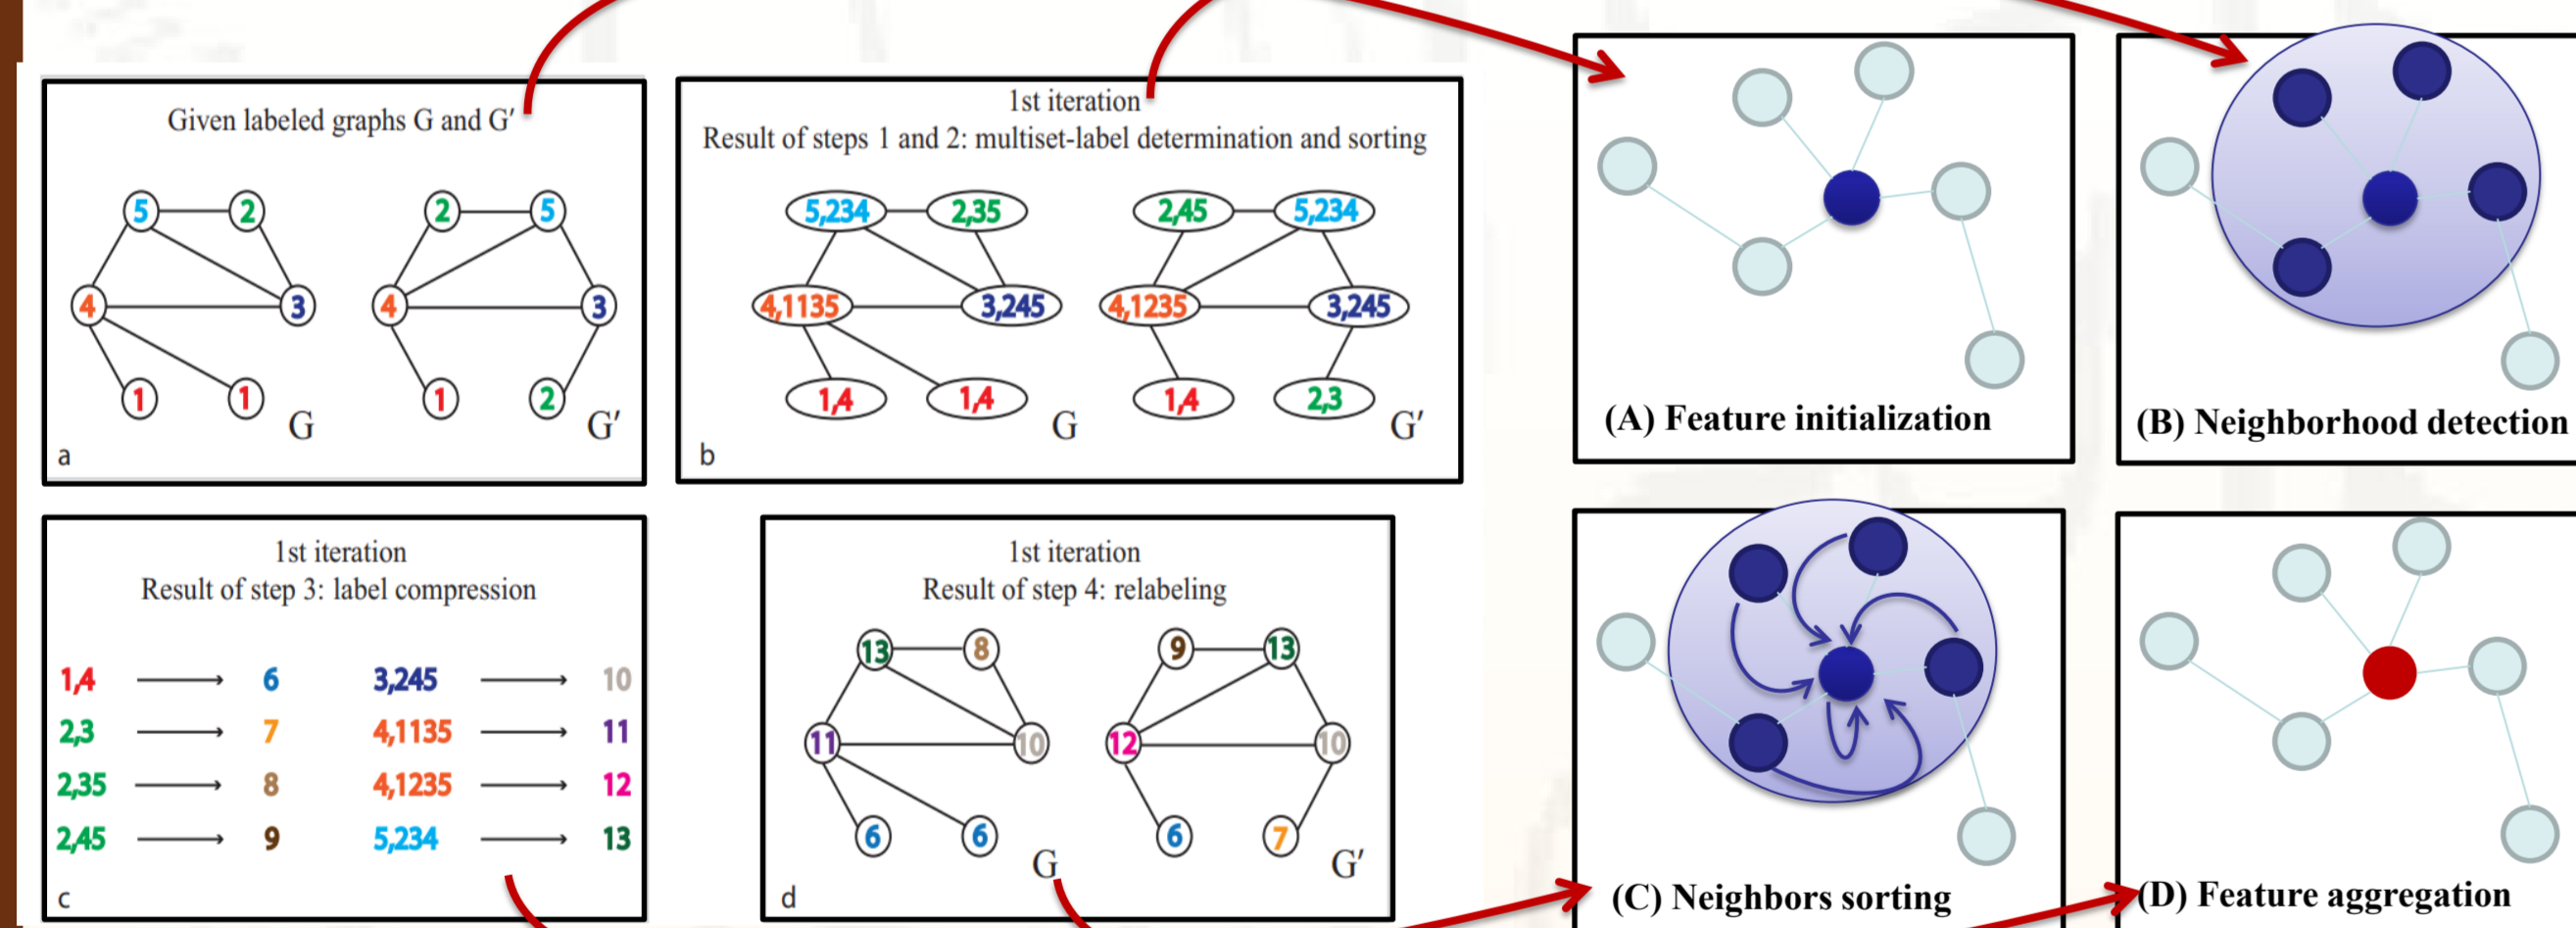 Given labeled graphs G and G′
5 2 2 5
4 3 4 3
1 1 1 2
G G′
a
1st iteration
Result of steps 1 and 2: multiset-label determination and sorting
5,234 2,35 2,45 5,234
4,1135 3,245 4,1235 3,245
1,4 1,4 1,4 2,3
G G′
b
(A) Feature initialization
(B) Neighborhood detection
1st iteration
Result of step 3: label compression
1,4 6 3,245 10
2,3 7 4,1135 11
2,35 8 4,1235 12
2,45 9 5,234 13
c
1st iteration
Result of step 4: relabeling
13 8 9 13
11 10 12 10
6 6 6 7
G G′
d
(C) Neighbors sorting
(D) Feature aggregation